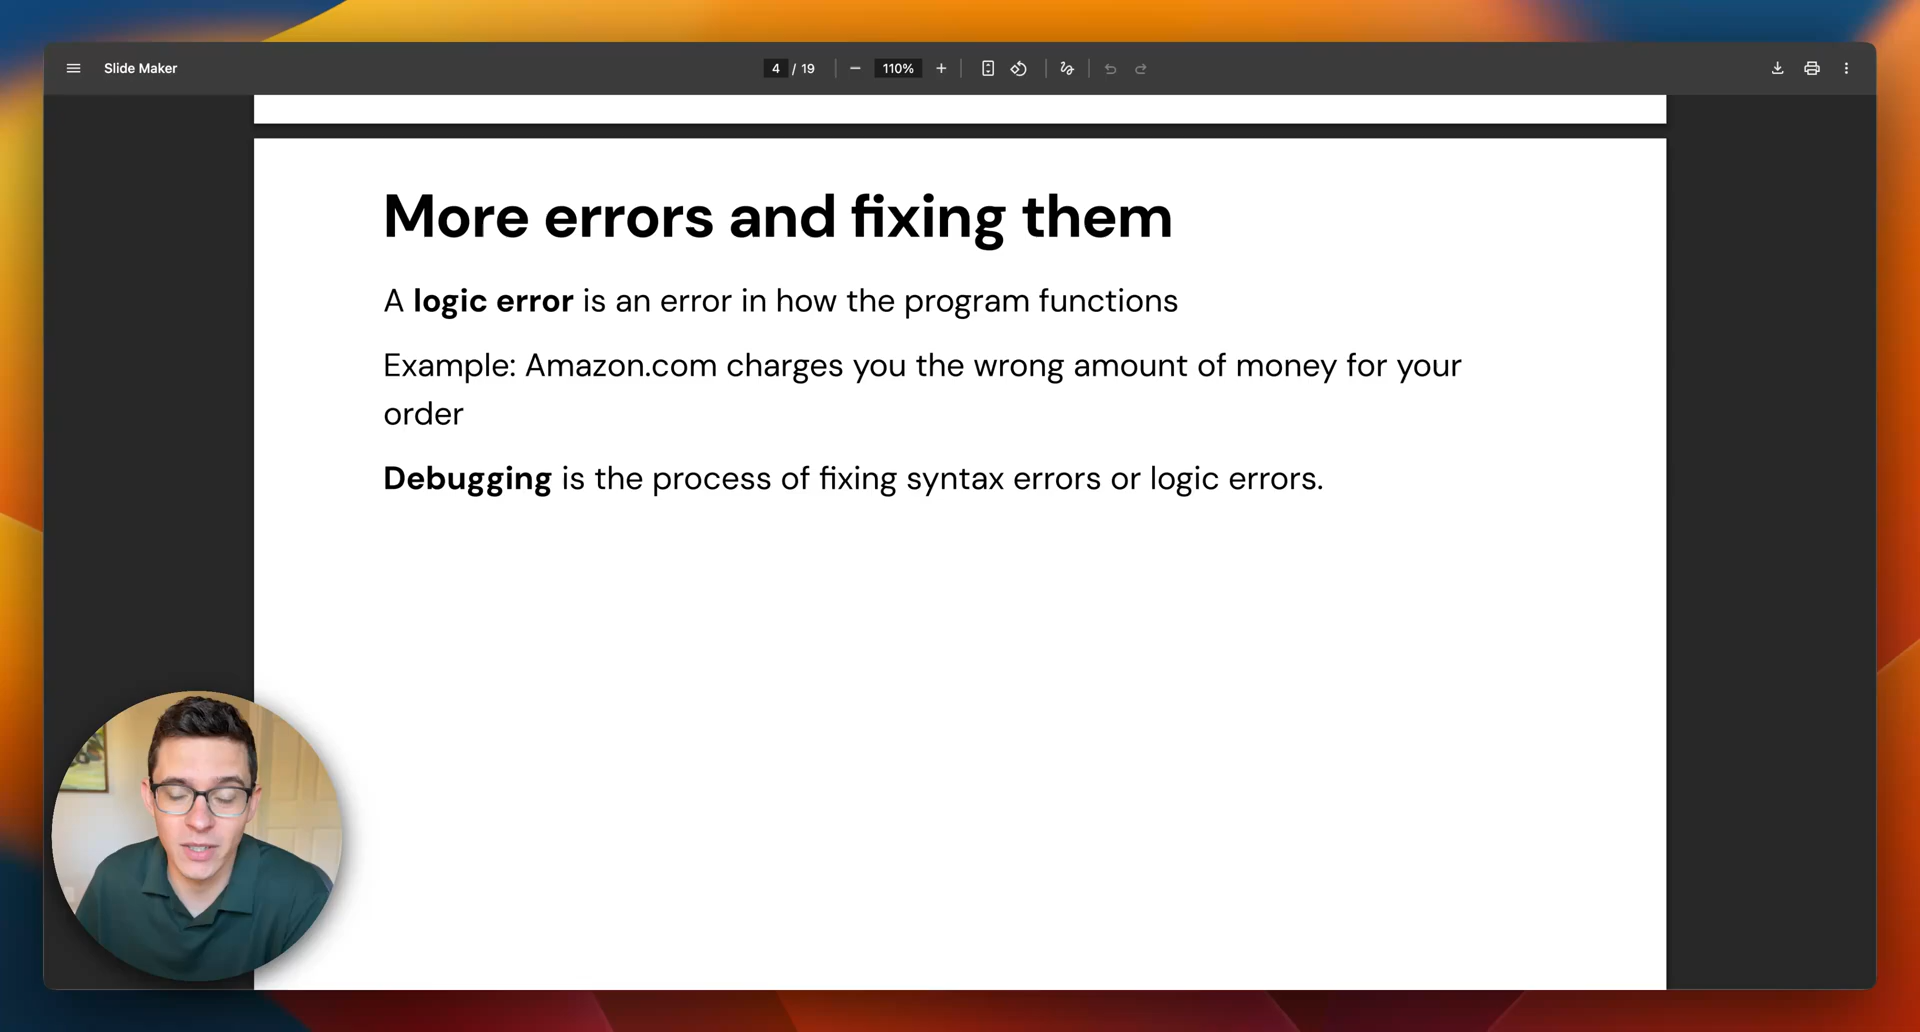 Slide Maker
4 / 19
110%
More errors and fixing them
A logic error is an error in how the program functions
Example: Amazon.com charges you the wrong amount of money for your
order
Debugging is the process of fixing syntax errors or logic errors.